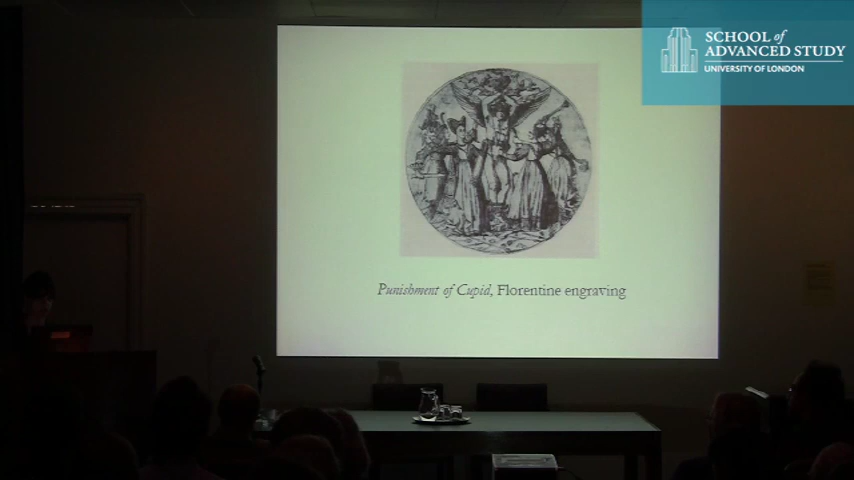 SCHOOL of
ADVANCED STUDY
UNIVERSITY OF LONDON
Punishment of Cupid, Florentine engraving